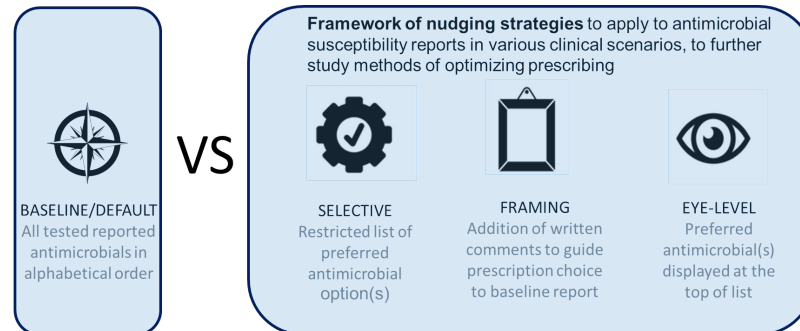 Framework of nudging strategies to apply to antimicrobial
susceptibility reports in various clinical scenarios, to further
study methods of optimizing prescribing
VS
BASELINE/DEFAULT
All tested reported
antimicrobials in
alphabetical order
SELECTIVE
Restricted list of
preferred
antimicrobial
option(s)
FRAMING
Addition of written
comments to guide
prescription choice
to baseline report
EYE-LEVEL
Preferred
antimicrobial(s)
displayed at the
top of list